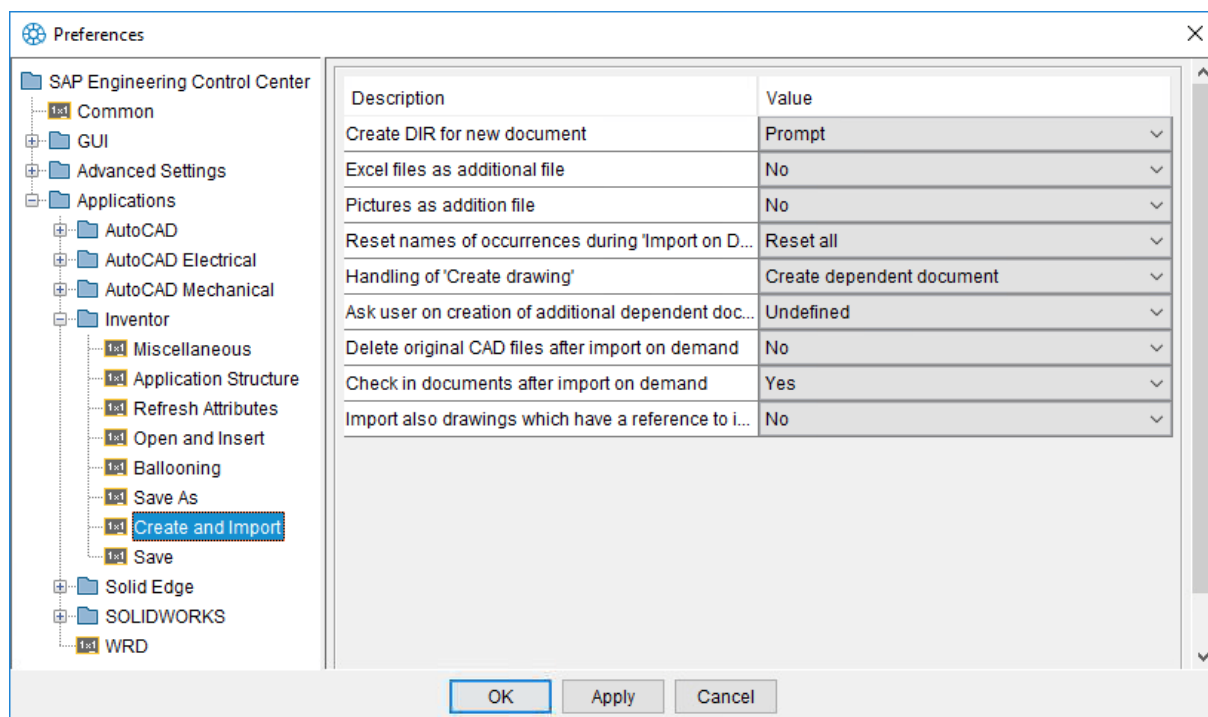 Preferences
SAP Engineering Control Center
Common
GUI
Advanced Settings
Applications
AutoCAD
AutoCAD Electrical
AutoCAD Mechanical
Inventor
Miscellaneous
Application Structure
Refresh Attributes
Open and Insert
Ballooning
Save As
Create and Import
Save
Solid Edge
SOLIDWORKS
WRD
Description Value
Create DIR for new document Prompt
Excel files as additional file No
Pictures as addition file No
Reset names of occurrences during 'Import on D... Reset all
Handling of 'Create drawing' Create dependent document
Ask user on creation of additional dependent doc... Undefined
Delete original CAD files after import on demand No
Check in documents after import on demand Yes
Import also drawings which have a reference to i... No
OK Apply Cancel